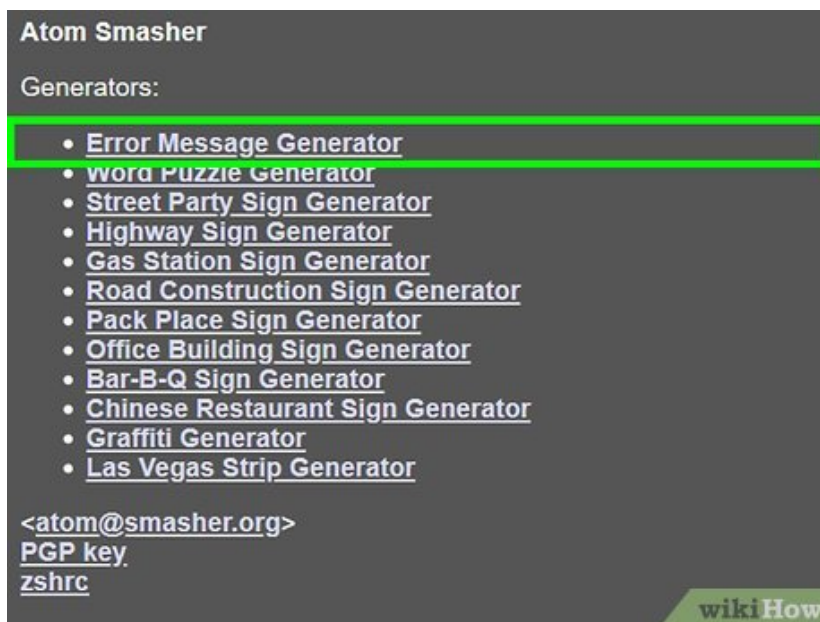 Atom Smasher
Generators:
• Error Message Generator
• Word Puzzle Generator
• Street Party Sign Generator
• Highway Sign Generator
• Gas Station Sign Generator
• Road Construction Sign Generator
• Pack Place Sign Generator
• Office Building Sign Generator
• Bar-B-Q Sign Generator
• Chinese Restaurant Sign Generator
• Graffiti Generator
• Las Vegas Strip Generator
<atom@smasher.org>
PGP key
zshrc
wikiHow